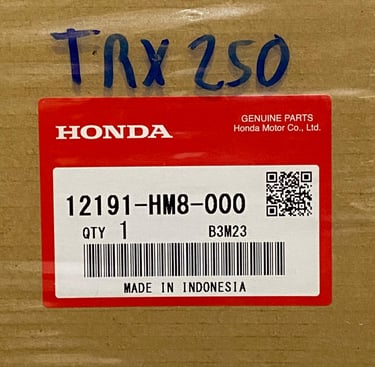 TRX 250
HONDA
GENUINE PARTS
Honda Motor Co., Ltd.
12191-HM8-000
QTY 1 B3M23
MADE IN INDONESIA